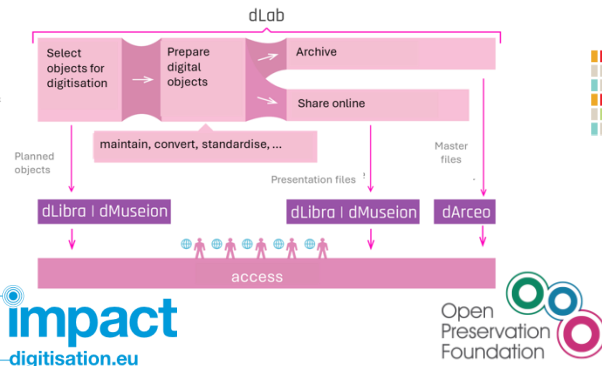 dLab
Select
objects for
digitisation
Prepare
digital
objects
Archive
Share online
maintain, convert, standardise, ...
Planned
objects
Presentation files
Master
files
dLibra | dMuseion
dLibra | dMuseion
dArceo
access
impact
digitisation.eu
Open
Preservation
Foundation